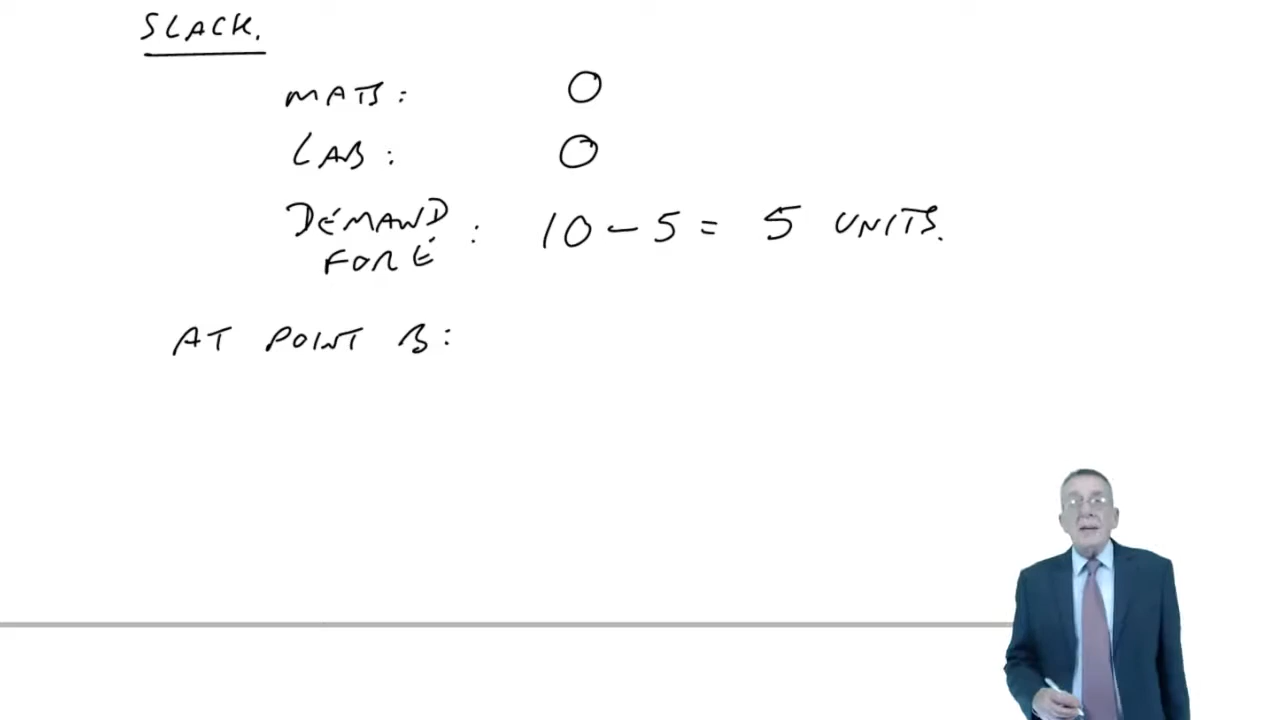 SLACK.
MATS: 0
LAB: 0
DEMAND FOR E: 10 - 5 = 5 UNITS.
AT POINT B: